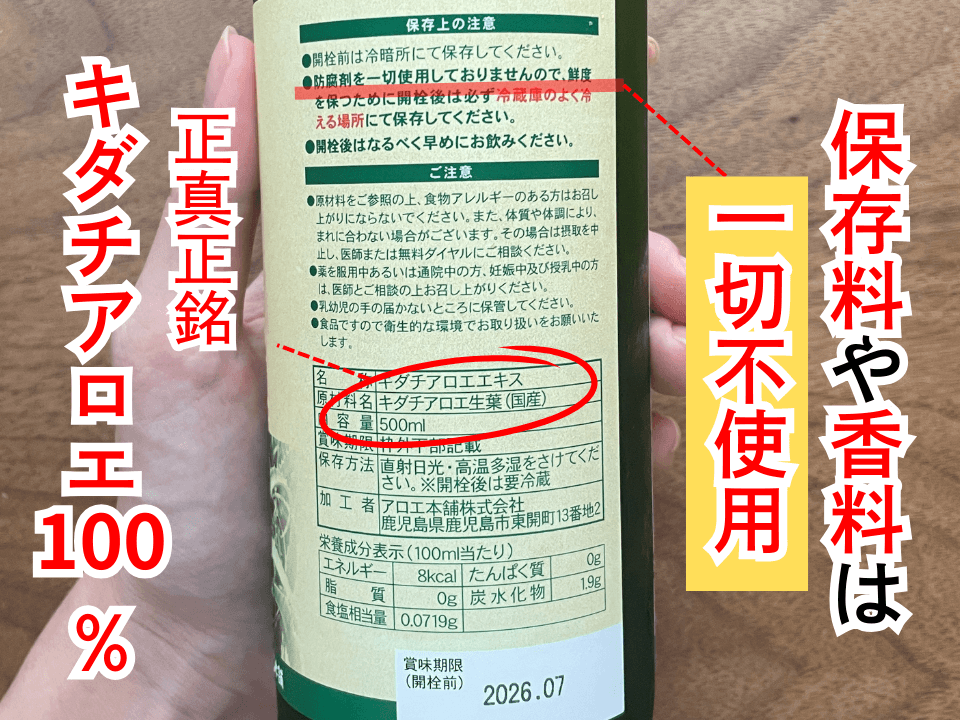 保存上の注意
●開栓前は冷暗所にて保存してください。
●防腐剤を一切使用しておりませんので、鮮度
を保つために開栓後は必ず冷蔵庫のよく冷
える場所にて保存してください。
●開栓後はなるべく早めにお飲みください。
ご注意
●原材料をご参照の上、食物アレルギーのある方はお召し
上がりにならないでください。また、体質や体調により、
まれに合わない場合がございます。その場合は摂取を中
止し、医師または無料ダイヤルにご相談ください。
●薬を服用中あるいは通院中の方、妊娠中及び授乳中の方
は、医師とご相談の上お召し上がりください。
●乳幼児の手の届かないところに保管してください。
●食品ですので衛生的な環境でお取り扱いをお願いいた
します。
名称 キダチアロエエキス
原材料名 キダチアロエ生葉(国産)
容量 500ml
賞味期限 枠外下部記載
保存方法 直射日光・高温多湿をさけてくだ
さい。※開栓後は要冷蔵
加工者 アロエ本舗株式会社
鹿児島県鹿児島市東開町13番地2
栄養成分表示(100ml当たり)
エネルギー 8kcal たんぱく質 0g
脂質 0g 炭水化物 1.9g
食塩相当量 0.0719g
賞味期限
(開栓前) 2026.07
保存料や香料は
一切不使用
正真正銘
キダチアロエ100%